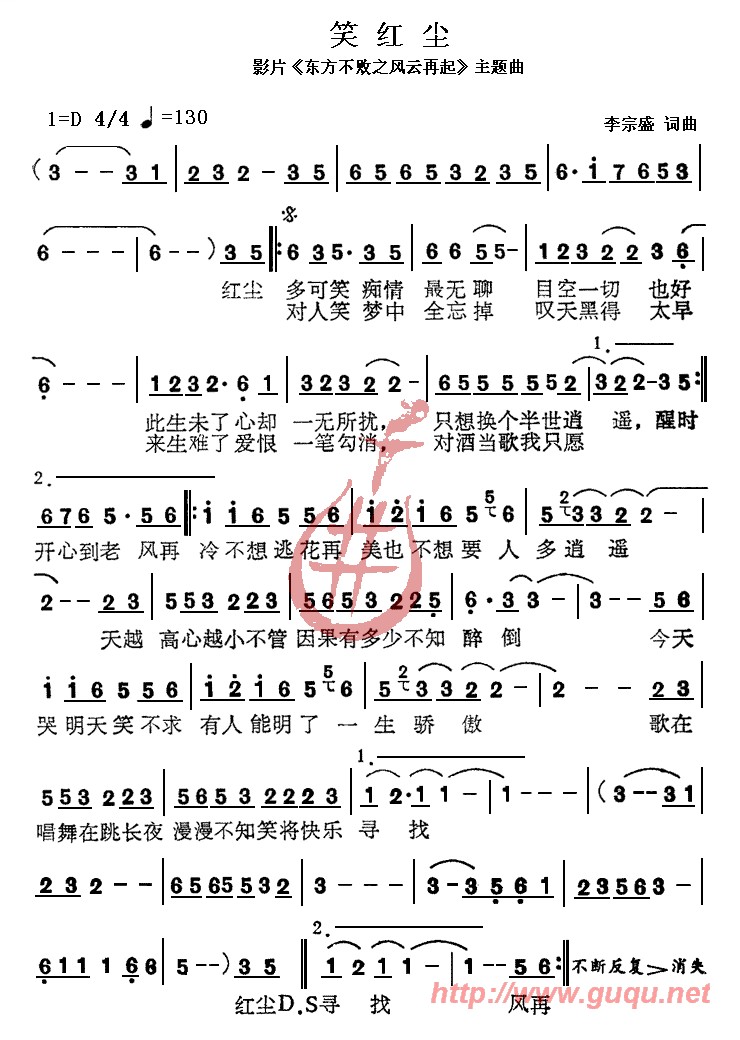 笑 红 尘
影片《东方不败之风云再起》主题曲
1=D 4/4 ♩=130
李宗盛 词曲
(3 - - 3 1 | 2 3 2 - 3 5 | 6 5 6 5 3 2 3 5 | 6· i 7 6 5 3 |
6 - - - | 6 - - ) 3 5 ‖: 6 3 5· 3 5 | 6 6 5 5 - | 1 2 3 2 2 3 6 |
红尘 多可笑 痴情 最无聊 目空一切 也好
对人笑 梦中 全忘掉 叹天黑得 太早
6 - - - | 1 2 3 2· 6 1 | 3 2 3 2 2 | 6 5 5 5 5 5 5 2 | 3 2 2 - 3 5 :‖
1.
此生未了 心却 一无所扰, 只想换个半世逍 遥, 醒时
来生难了 爱恨 一笔勾消, 对酒当歌我只愿
2.
6 7 6 5· 5 6 ‖: i i 6 5 5 6 | i 2 i 6 5 5 6 | 5 2 3 3 2 2 - |
开心到老 风再 冷不想逃花再 美也不想要 人多逍遥
2 - - 2 3 | 5 5 3 2 2 3 | 5 6 5 3 2 2 5 | 6· 3 - - | - - 5 6 |
天越 高心越小不管 因果有多少不知 醉 倒 今天
i i 6 5 5 6 | i 2 i 6 5 6 | 5 2 3 3 2 2 - | 2 - - 2 3 |
哭明天笑不求 有人能明了 一生骄傲 歌在
1.
5 5 3 2 2 3 | 5 6 5 3 2 2 2 3 | 1 2· 1 1 - | 1 - - - | (3 - - 3 1 |
唱舞在跳长夜 漫漫不知笑将快乐 寻 找
2 3 2 - - | 6 5 6 5 5 3 2 | 3 - - - | 3 - 3 5 6 1 |
2.
6 1 1 1 6 6 | 5 - - ) 3 5 ‖ 1 2 1 1 | 1 - 5 6 :‖ 不断反复＞消失
红尘D.S寻 找 风再
http://www.guqu.net